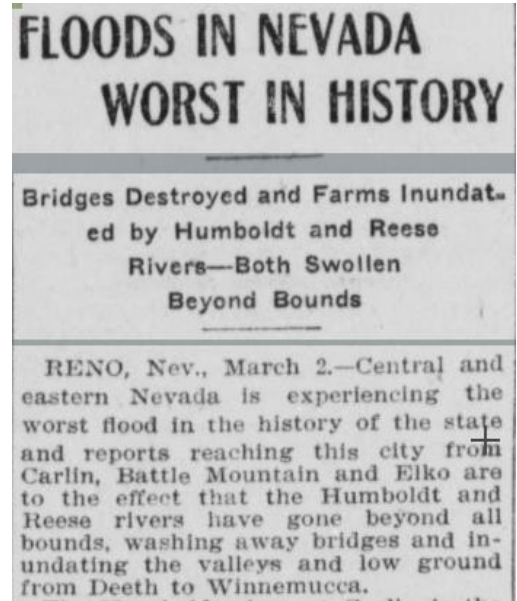 FLOODS IN NEVADA
WORST IN HISTORY
Bridges Destroyed and Farms Inundat-
ed by Humboldt and Reese
Rivers—Both Swollen
Beyond Bounds
RENO, Nev., March 2.—Central and
eastern Nevada is experiencing the
worst flood in the history of the state
and reports reaching this city from
Carlin, Battle Mountain and Elko are
to the effect that the Humboldt and
Reese rivers have gone beyond all
bounds, washing away bridges and in-
undating the valleys and low ground
from Deeth to Winnemucca.